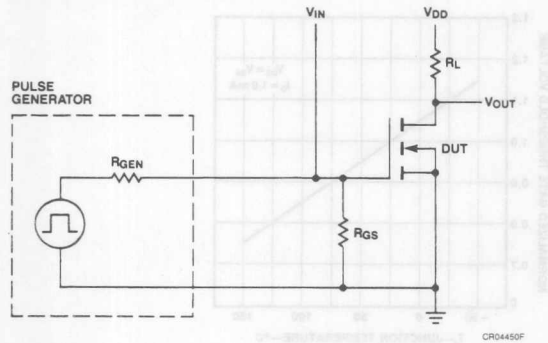 VIN
VDD
RL
PULSE
GENERATOR
VOUT
DUT
RGEN
RGS
CR04450F